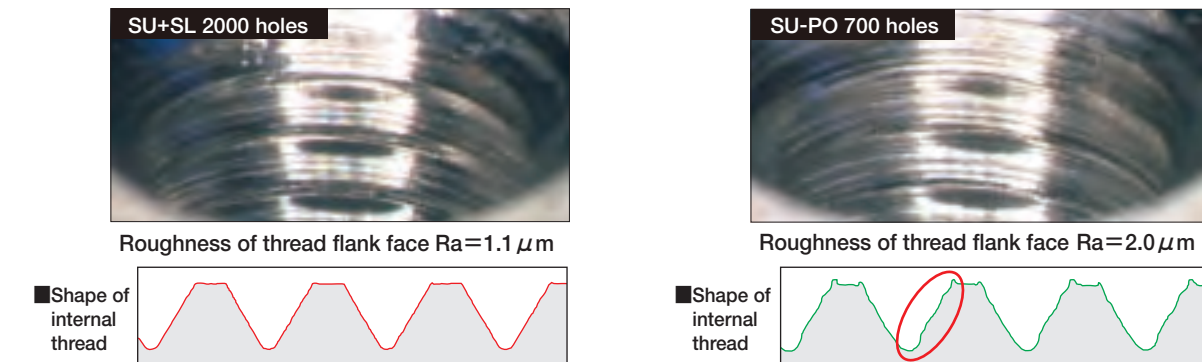 SU+SL 2000 holes
Roughness of thread flank face Ra=1.1μm
■Shape of
internal
thread
SU-PO 700 holes
Roughness of thread flank face Ra=2.0μm
■Shape of
internal
thread